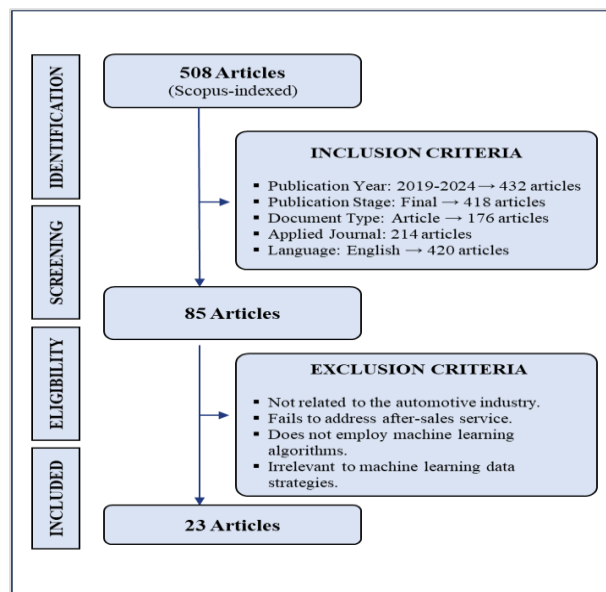 IDENTIFICATION
508 Articles
(Scopus-indexed)
INCLUSION CRITERIA
▪ Publication Year: 2019-2024 → 432 articles
▪ Publication Stage: Final → 418 articles
▪ Document Type: Article → 176 articles
▪ Applied Journal: 214 articles
▪ Language: English → 420 articles
SCREENING
85 Articles
ELIGIBILITY
EXCLUSION CRITERIA
▪ Not related to the automotive industry.
▪ Fails to address after-sales service.
▪ Does not employ machine learning
algorithms.
▪ Irrelevant to machine learning data
strategies.
INCLUDED
23 Articles